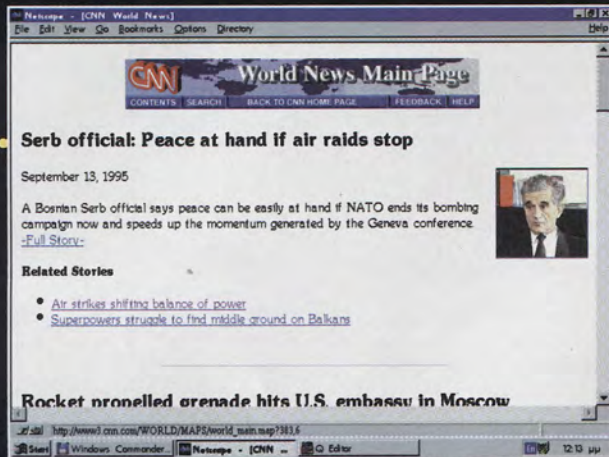 Netscape - [CNN World News]
File Edit View Go Bookmarks Options Directory Help
CNN World News Main Page
CONTENTS SEARCH BACK TO CNN HOME PAGE FEEDBACK HELP
Serb official: Peace at hand if air raids stop
September 13, 1995
A Bosnian Serb official says peace can be easily at hand if NATO ends its bombing
campaign now and speeds up the momentum generated by the Geneva conference.
-Full Story-
Related Stories
• Air strikes shifting balance of power
• Superpowers struggle to find middle ground on Balkans
Rocket propelled grenade hits U.S. embassy in Moscow
http://www3.cnn.com/WORLD/MAPS/world_main.map?383,6
Start Windows Commander... Netscape - [CNN ... Q Editor 12:13 μμ